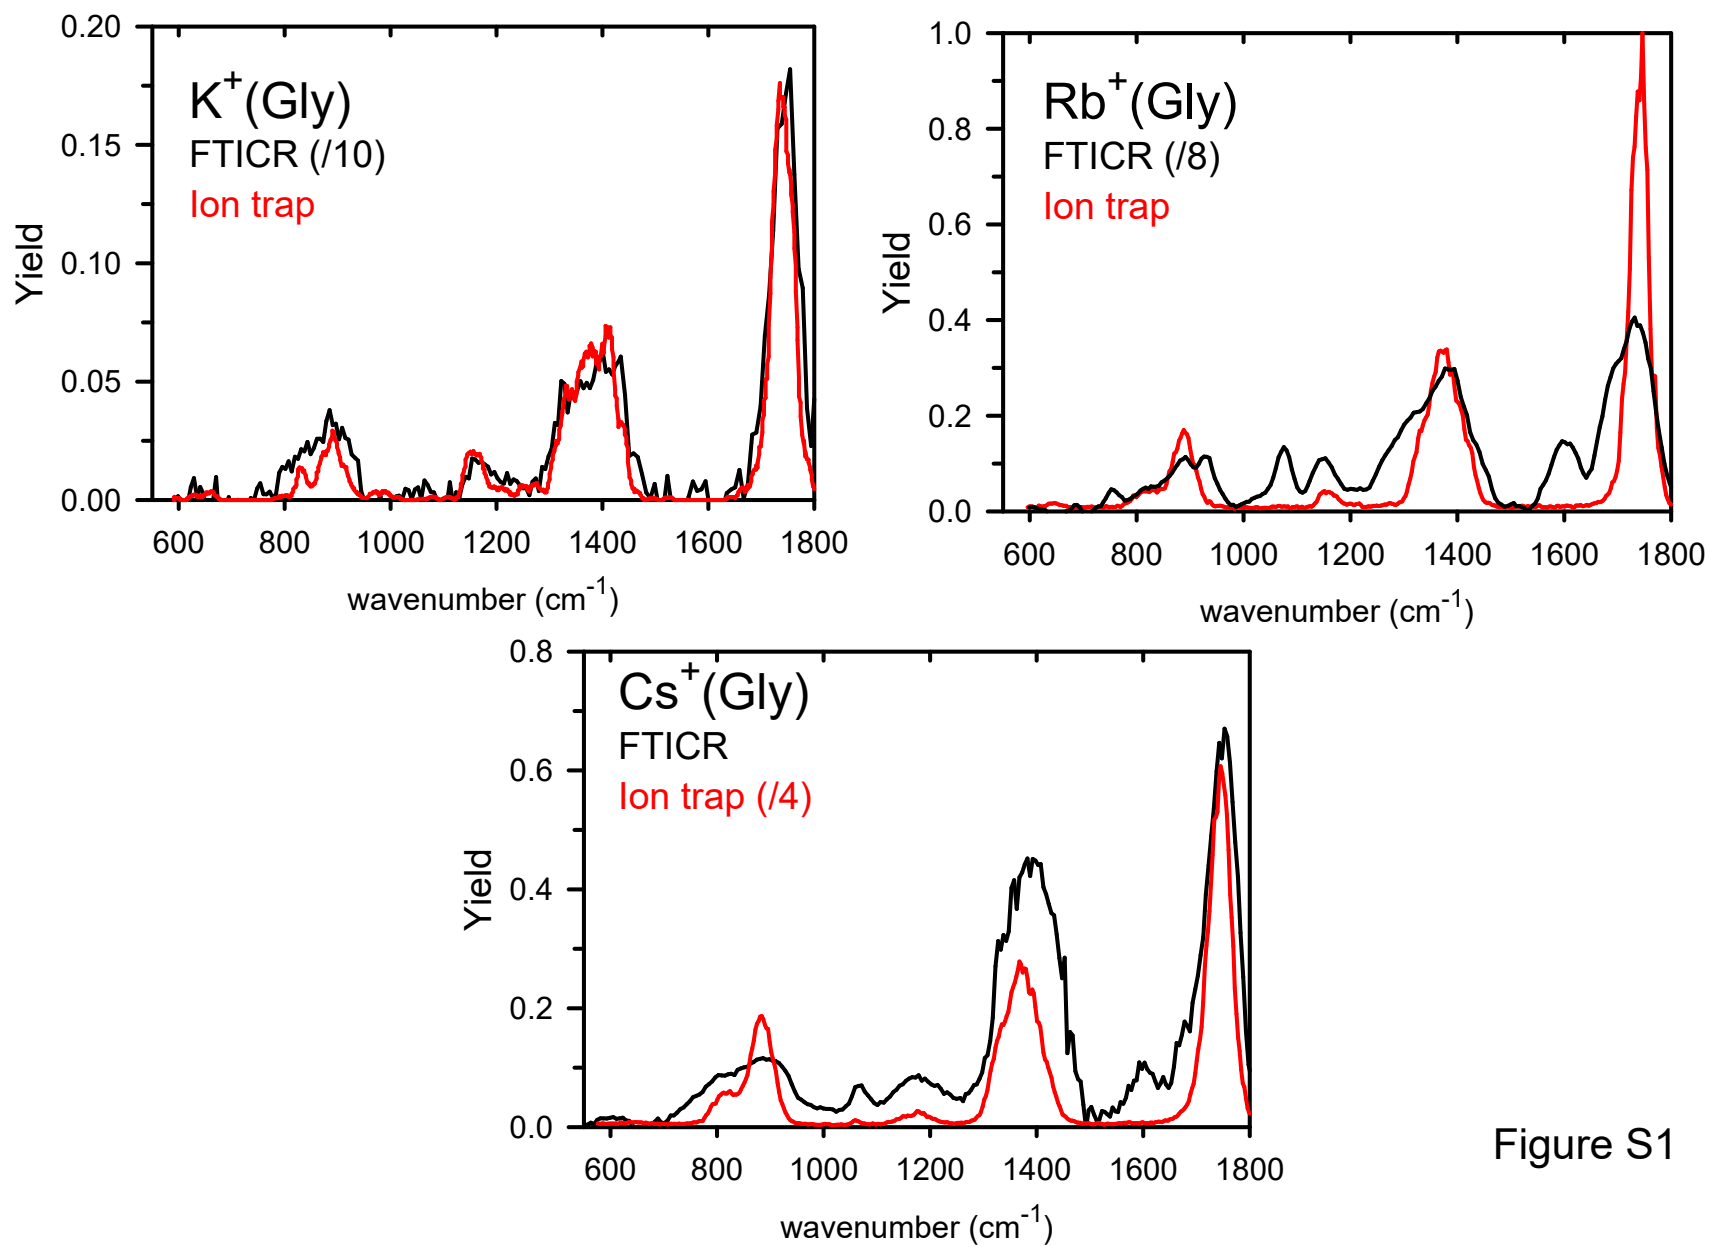 K+(Gly)
FTICR (/10)
Ion trap
Yield
0.20
0.15
0.10
0.05
0.00
600 800 1000 1200 1400 1600 1800
wavenumber (cm-1)
Rb+(Gly)
FTICR (/8)
Ion trap
Yield
1.0
0.8
0.6
0.4
0.2
0.0
600 800 1000 1200 1400 1600 1800
wavenumber (cm-1)
Cs+(Gly)
FTICR
Ion trap (/4)
Yield
0.8
0.6
0.4
0.2
0.0
600 800 1000 1200 1400 1600 1800
wavenumber (cm-1)
Figure S1